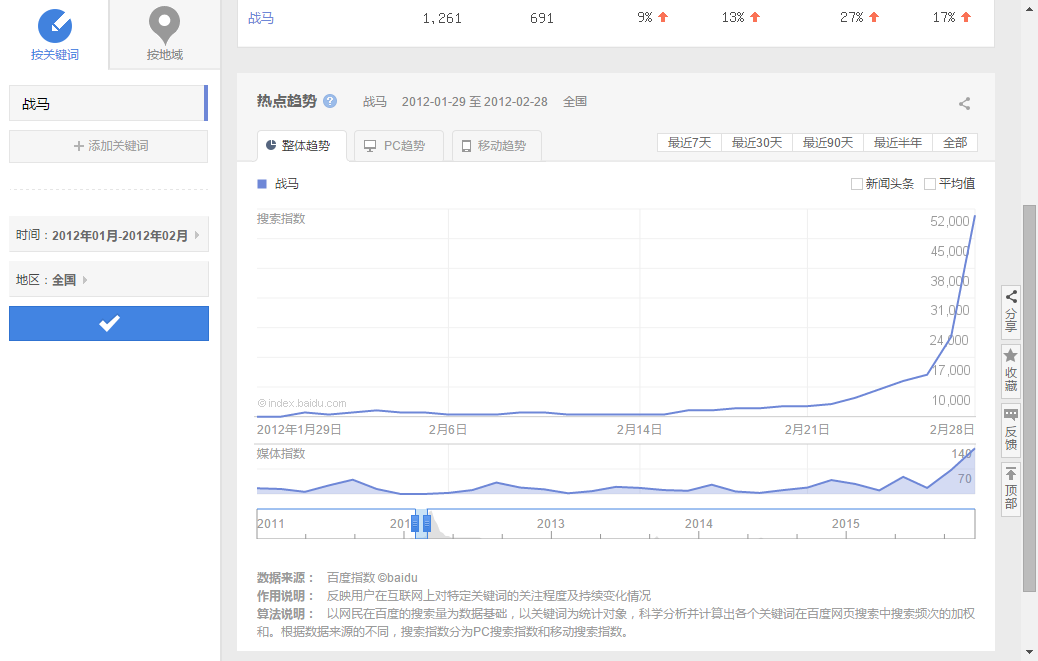 按关键词
按地域
战马
添加关键词
时间：2012年01月-2012年02月
地区：全国
战马 1,261 691 9% 13% 27% 17%
热点趋势 ? 战马 2012-01-29 至 2012-02-28 全国
整体趋势 PC趋势 移动趋势
最近7天 最近30天 最近90天 最近半年 全部
战马
新闻头条 平均值
搜索指数
52,000
45,000
38,000
31,000
24,000
17,000
10,000
©index.baidu.com
2012年1月29日 2月6日 2月14日 2月21日 2月28日
媒体指数
140
70
2011 201 2013 2014 2015
数据来源： 百度指数 ©baidu
作用说明： 反映用户在互联网上对特定关键词的关注程度及持续变化情况
算法说明： 以网民在百度的搜索量为数据基础，以关键词为统计对象，科学分析并计算出各个关键词在百度网页搜索中搜索频次的加权
和。根据数据来源的不同，搜索指数分为PC搜索指数和移动搜索指数。
分享
收藏
反馈
顶部